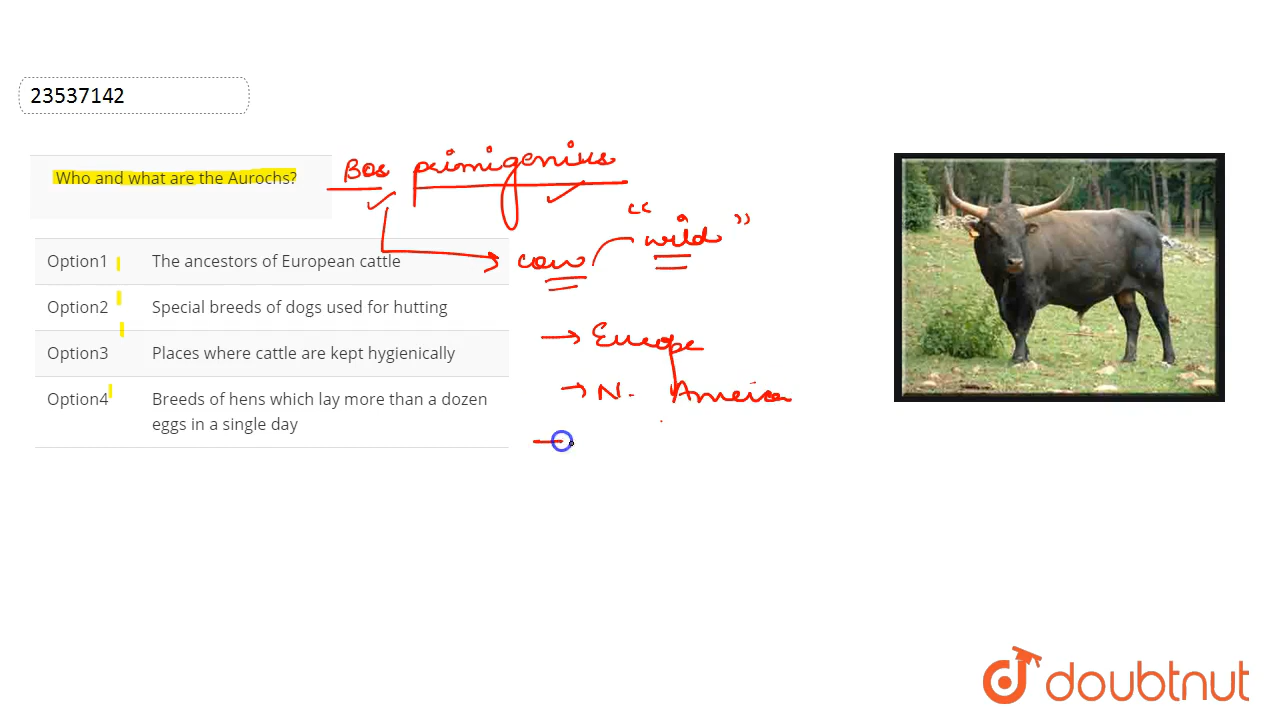 23537142
Who and what are the Aurochs?
Bos primigenius
"wild"
cow
Option1 The ancestors of European cattle
Option2 Special breeds of dogs used for hutting
Option3 Places where cattle are kept hygienically
Option4 Breeds of hens which lay more than a dozen
eggs in a single day
→ Europe
→ N. America
doubtnut